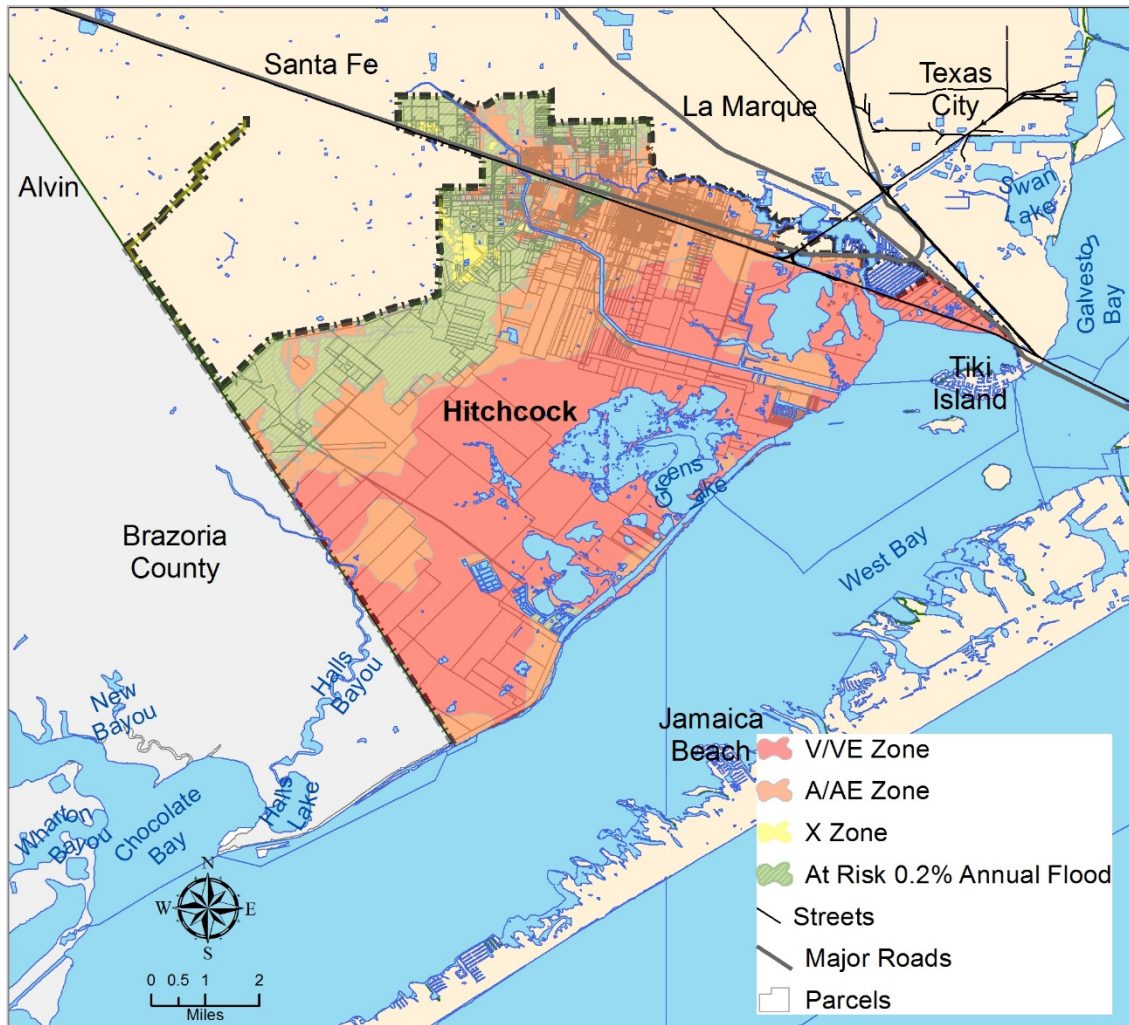 Santa Fe
Texas
City
La Marque
Alvin
Swan
Lake
Galveston
Bay
Tiki
Island
Hitchcock
Greens
Lake
West Bay
Brazoria
County
Halls
Bayou
New
Bayou
Jamaica
Beach
Halls
Lake
Chocolate
Bay
Wharton
Bayou
V/VE Zone
A/AE Zone
X Zone
At Risk 0.2% Annual Flood
Streets
Major Roads
Parcels
N
W E
S
0 0.5 1 2
Miles